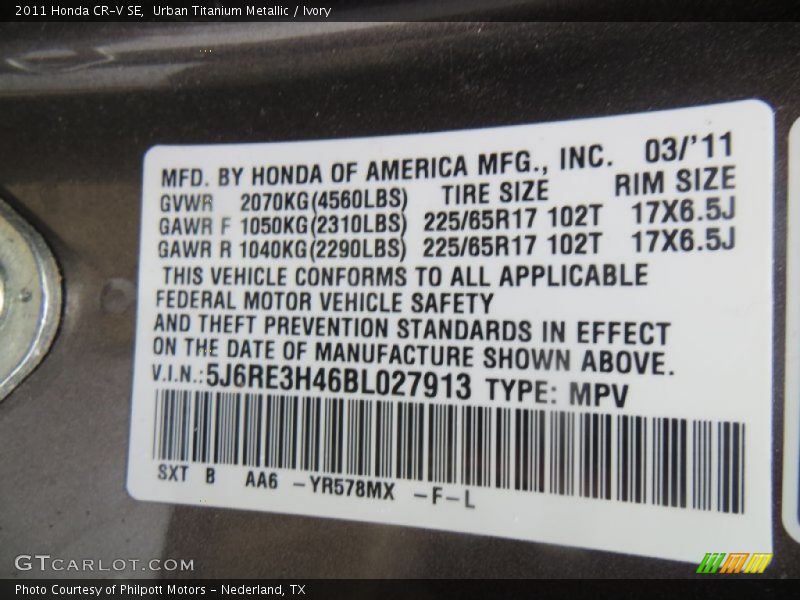 2011 Honda CR-V SE,  Urban Titanium Metallic / Ivory
MFD. BY HONDA OF AMERICA MFG., INC. 03/'11
GVWR 2070KG(4560LBS) TIRE SIZE RIM SIZE
GAWR F 1050KG(2310LBS) 225/65R17 102T 17X6.5J
GAWR R 1040KG(2290LBS) 225/65R17 102T 17X6.5J
THIS VEHICLE CONFORMS TO ALL APPLICABLE
FEDERAL MOTOR VEHICLE SAFETY
AND THEFT PREVENTION STANDARDS IN EFFECT
ON THE DATE OF MANUFACTURE SHOWN ABOVE.
V.I.N.:5J6RE3H46BL027913 TYPE: MPV
SXT B AA6 -YR578MX -F-L
GTCARLOT.COM
Photo Courtesy of Philpott Motors - Nederland, TX